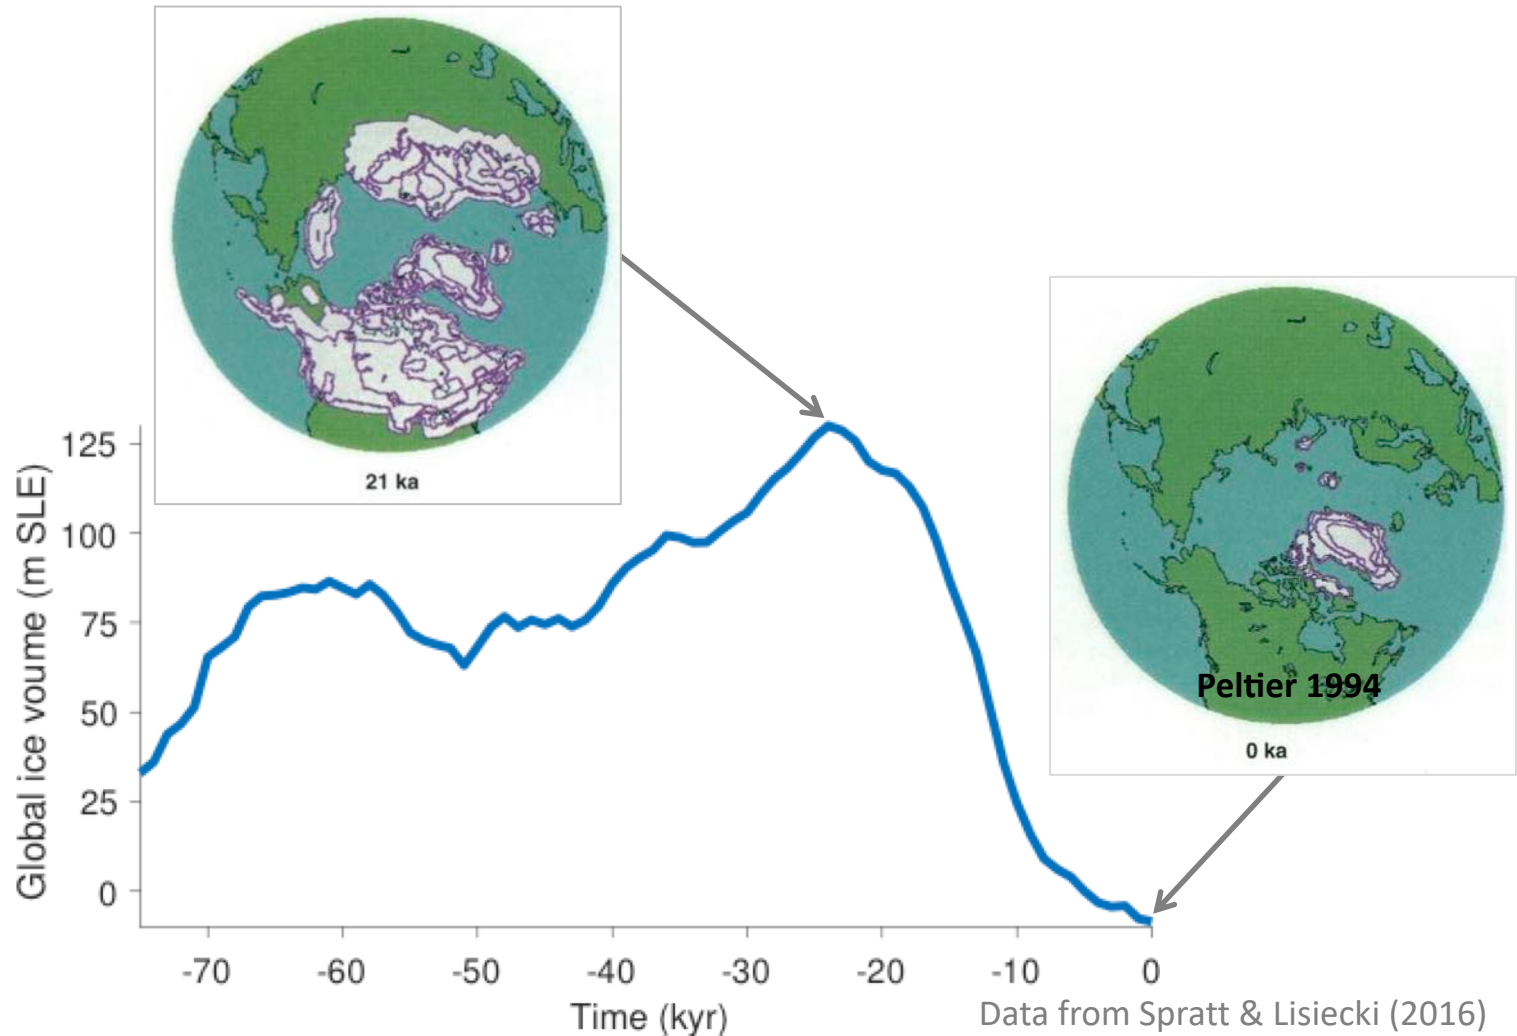 21 ka
Peltier 1994
0 ka
Global ice voume (m SLE)
125
100
75
50
25
0
-70 -60 -50 -40 -30 -20 -10 0
Time (kyr)
Data from Spratt & Lisiecki (2016)